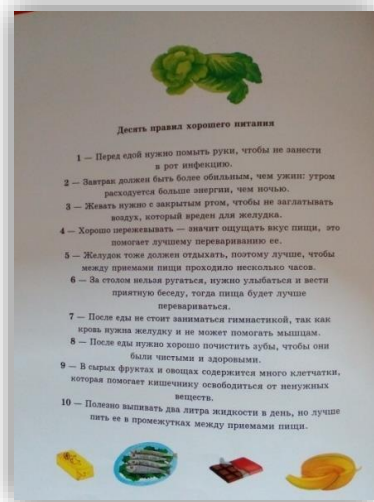 Десять правил хорошего питания
1 — Перед едой нужно помыть руки, чтобы не занести
в рот инфекцию.
2 — Завтрак должен быть более обильным, чем ужин: утром
расходуется больше энергии, чем ночью.
3 — Жевать нужно с закрытым ртом, чтобы не заглатывать
воздух, который вреден для желудка.
4 — Хорошо пережевывать — значит ощущать вкус пищи, это
помогает лучшему перевариванию ее.
5 — Желудок тоже должен отдыхать, поэтому лучше, чтобы
между приемами пищи проходило несколько часов.
6 — За столом нельзя ругаться, нужно улыбаться и вести
приятную беседу, тогда пища будет лучше
перевариваться.
7 — После еды не стоит заниматься гимнастикой, так как
кровь нужна желудку и не может помогать мышцам.
8 — После еды нужно хорошо почистить зубы, чтобы они
были чистыми и здоровыми.
9 — В сырых фруктах и овощах содержится много клетчатки,
которая помогает кишечнику освободиться от ненужных
веществ.
10 — Полезно выпивать два литра жидкости в день, но лучше
пить ее в промежутках между приемами пищи.